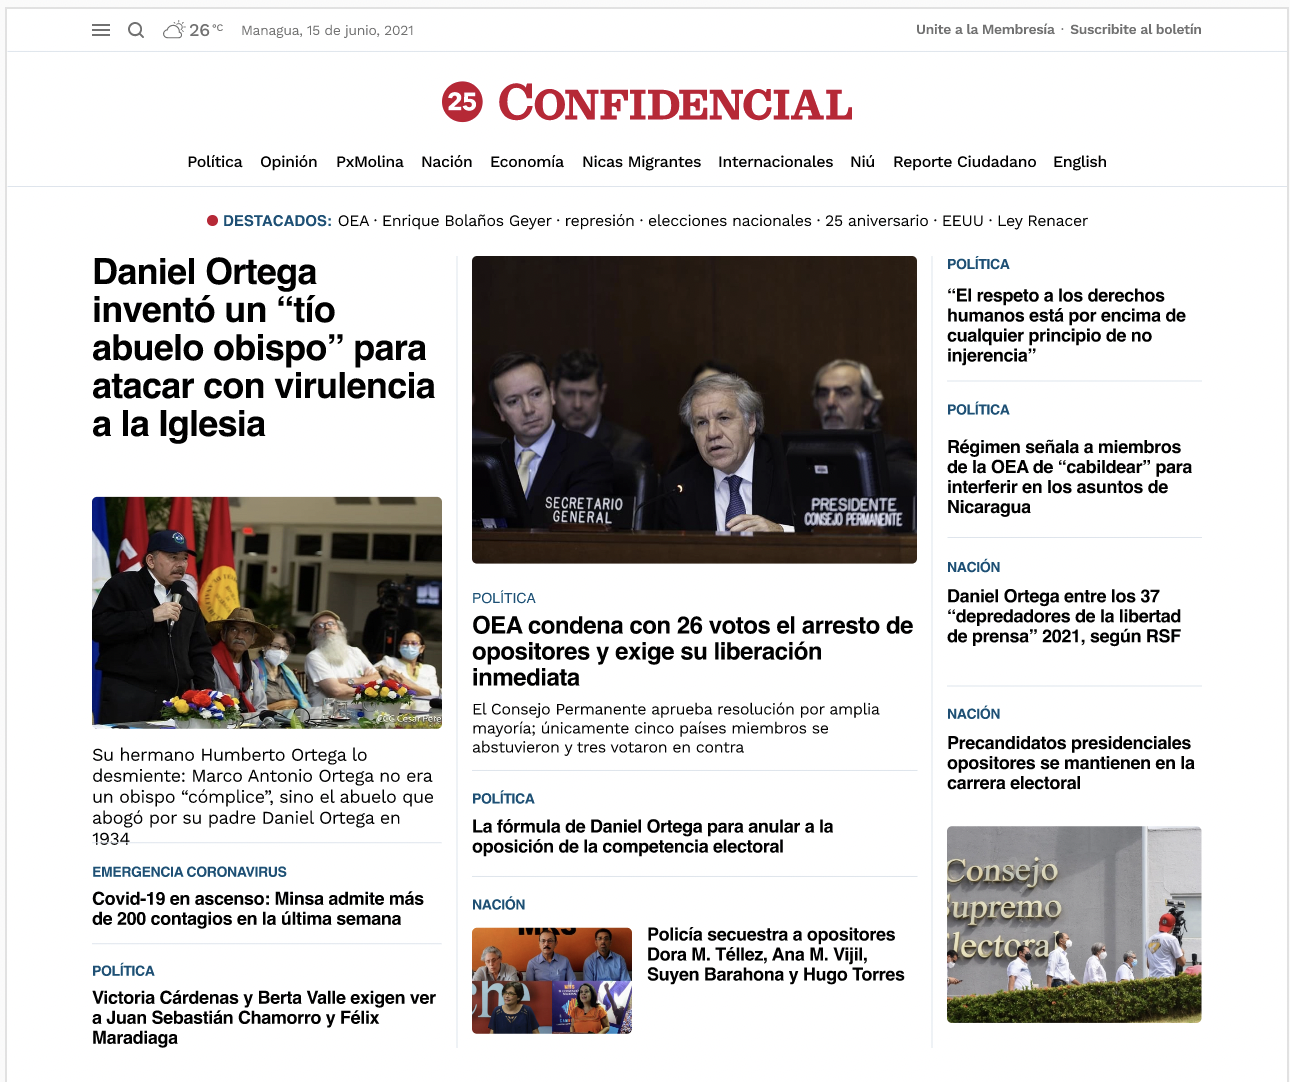 26 °C Managua, 15 de junio, 2021 Unite a la Membresía · Suscribite al boletín
25 CONFIDENCIAL
Política Opinión PxMolina Nación Economía Nicas Migrantes Internacionales Niú Reporte Ciudadano English
DESTACADOS: OEA · Enrique Bolaños Geyer · represión · elecciones nacionales · 25 aniversario · EEUU · Ley Renacer
Daniel Ortega
inventó un “tío
abuelo obispo” para
atacar con virulencia
a la Iglesia
Su hermano Humberto Ortega lo
desmiente: Marco Antonio Ortega no era
un obispo “cómplice”, sino el abuelo que
abogó por su padre Daniel Ortega en
1934
EMERGENCIA CORONAVIRUS
Covid-19 en ascenso: Minsa admite más
de 200 contagios en la última semana
POLÍTICA
Victoria Cárdenas y Berta Valle exigen ver
a Juan Sebastián Chamorro y Félix
Maradiaga
SECRETARIO
GENERAL
PRESIDENTE
CONSEJO PERMANENTE
POLÍTICA
OEA condena con 26 votos el arresto de
opositores y exige su liberación
inmediata
El Consejo Permanente aprueba resolución por amplia
mayoría; únicamente cinco países miembros se
abstuvieron y tres votaron en contra
POLÍTICA
La fórmula de Daniel Ortega para anular a la
oposición de la competencia electoral
NACIÓN
Policía secuestra a opositores
Dora M. Téllez, Ana M. Vijil,
Suyen Barahona y Hugo Torres
POLÍTICA
“El respeto a los derechos
humanos está por encima de
cualquier principio de no
injerencia”
POLÍTICA
Régimen señala a miembros
de la OEA de “cabildear” para
interferir en los asuntos de
Nicaragua
NACIÓN
Daniel Ortega entre los 37
“depredadores de la libertad
de prensa” 2021, según RSF
NACIÓN
Precandidatos presidenciales
opositores se mantienen en la
carrera electoral
Consejo
Supremo
Electoral